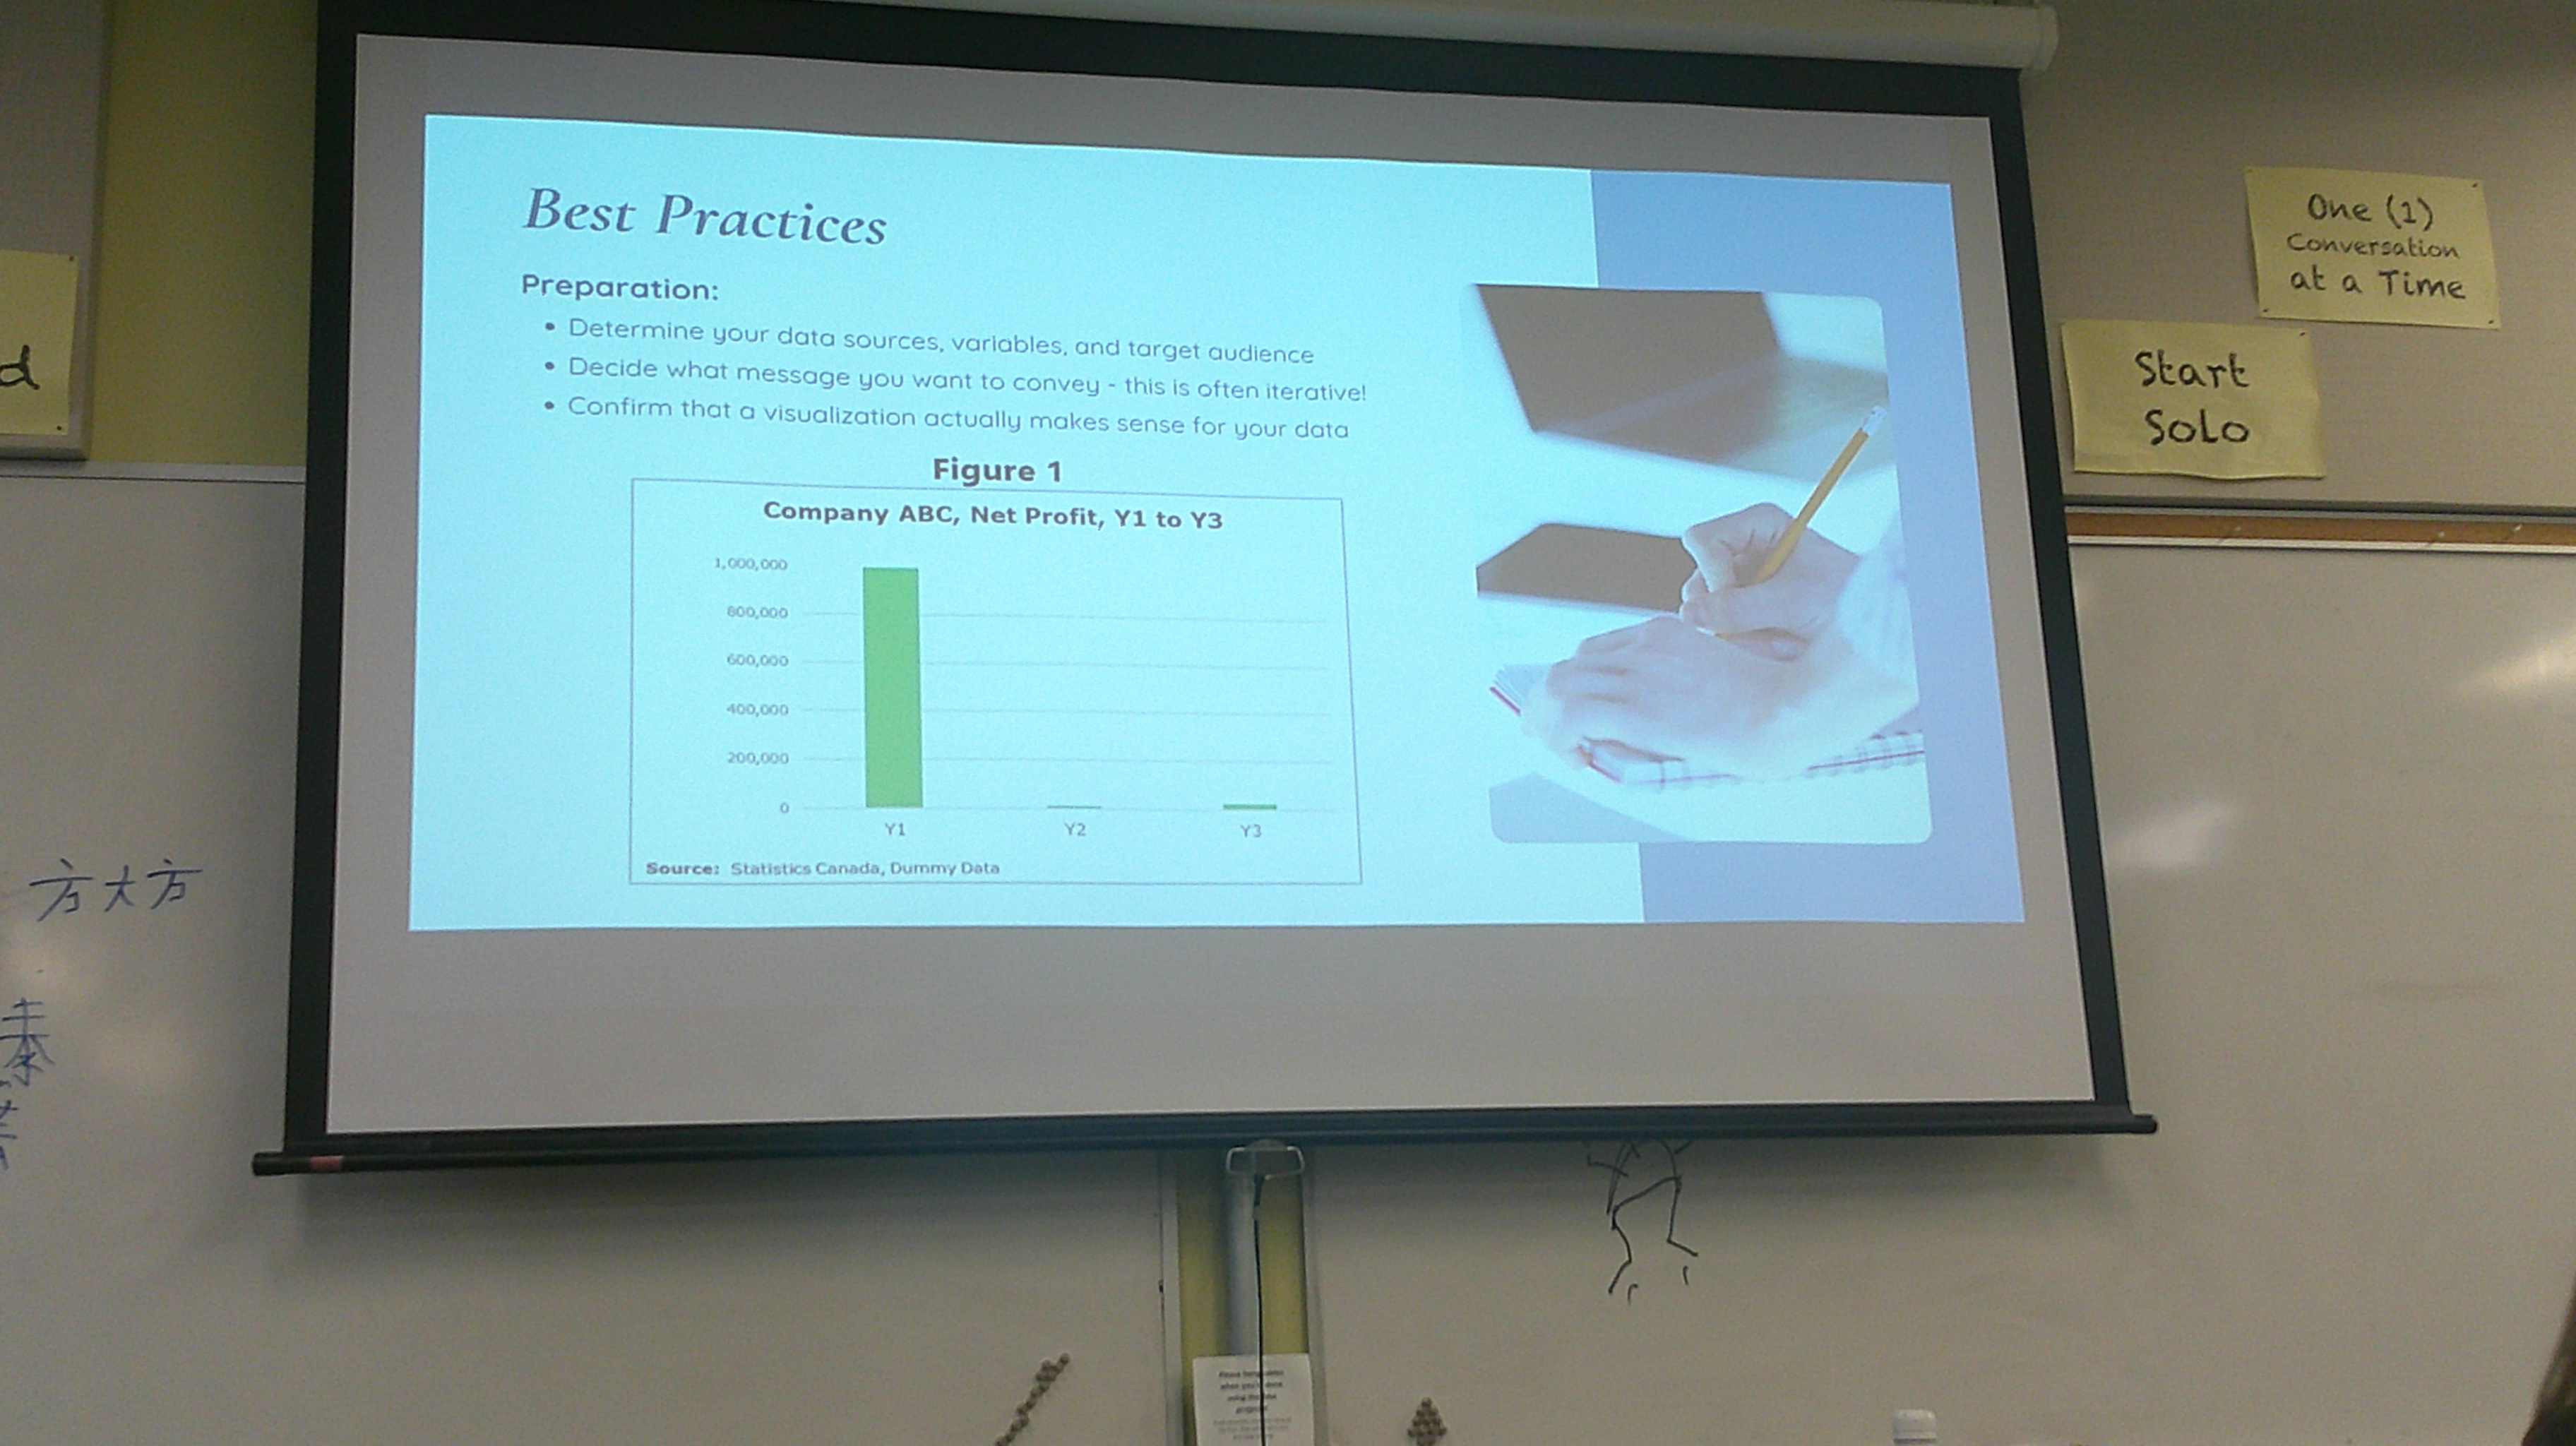 Best Practices
Preparation:
• Determine your data sources, variables, and target audience
• Decide what message you want to convey - this is often iterative!
• Confirm that a visualization actually makes sense for your data
Figure 1
Company ABC, Net Profit, Y1 to Y3
1,000,000
800,000
600,000
400,000
200,000
0
Y1 Y2 Y3
Source: Statistics Canada, Dummy Data
One (1)
Conversation
at a Time
Start
Solo
d
方大方